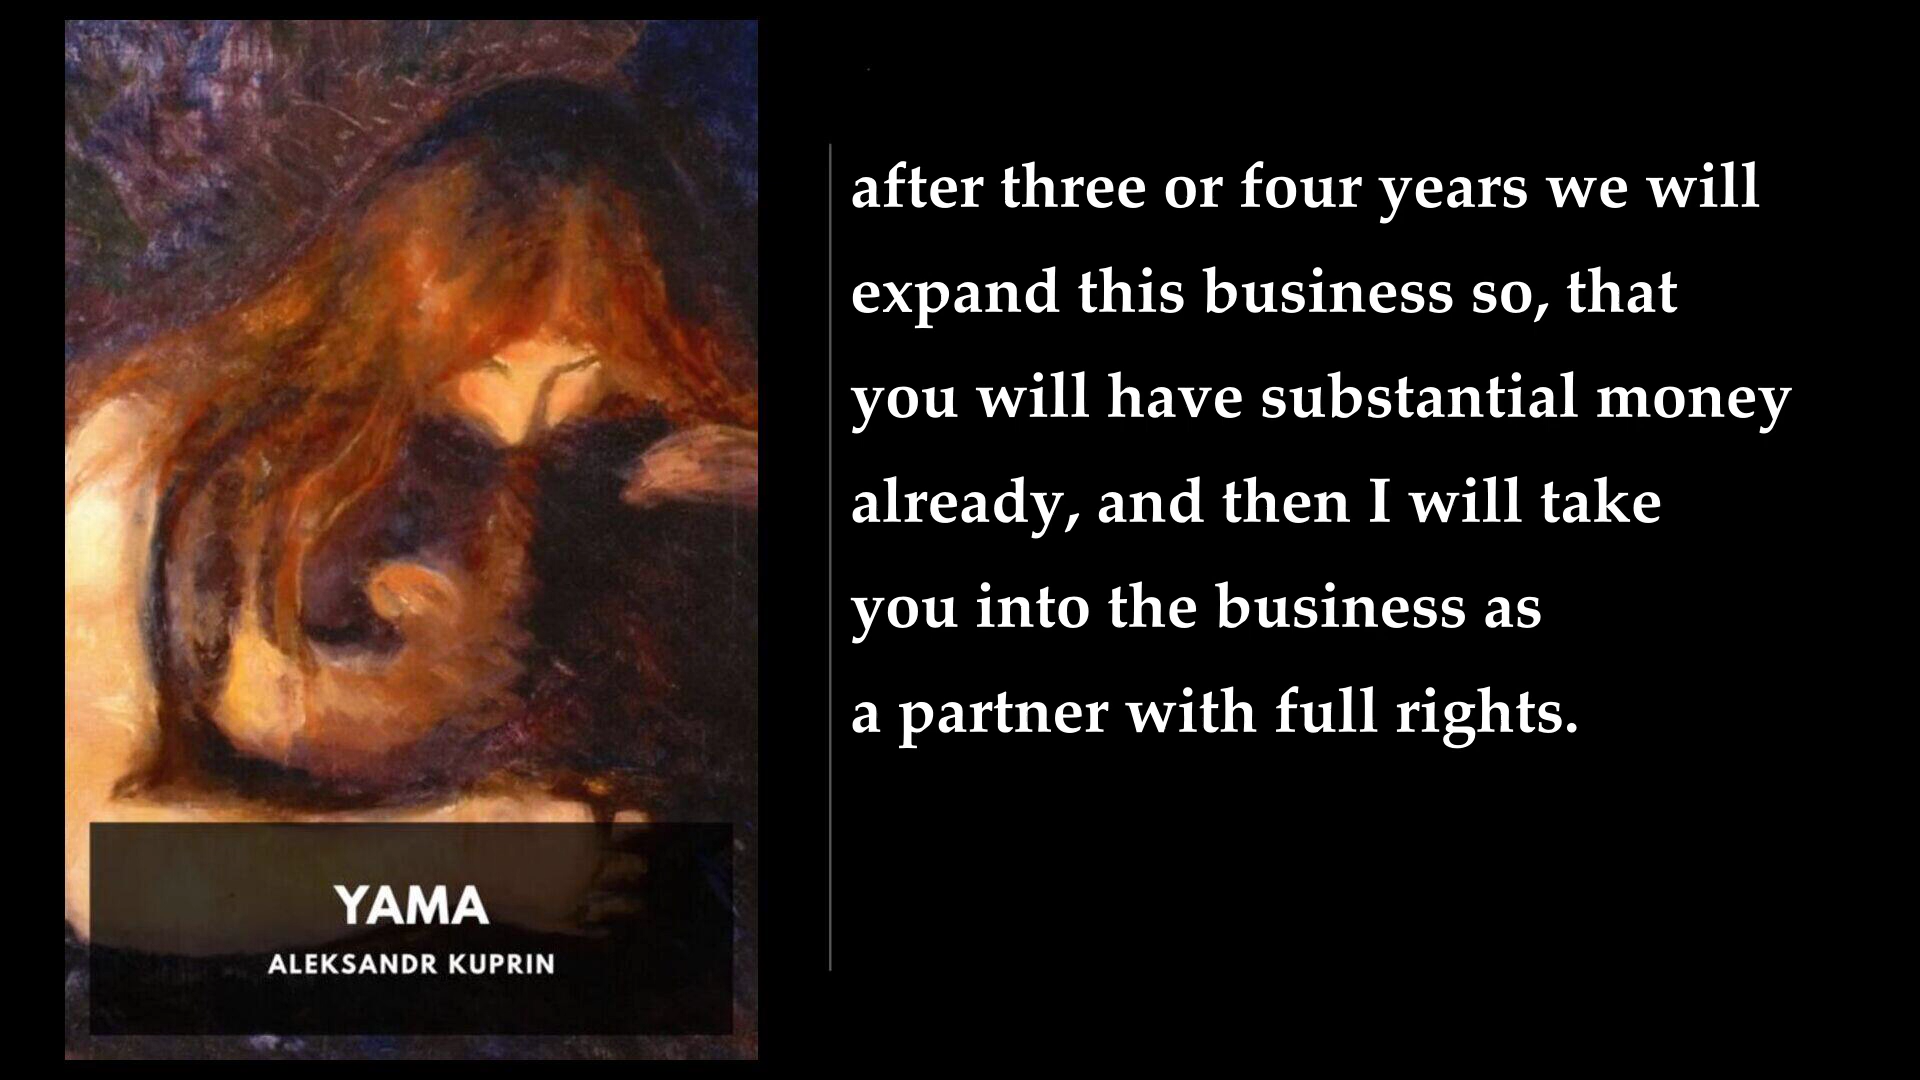 YAMA
ALEKSANDR KUPRIN
after three or four years we will
expand this business so, that
you will have substantial money
already, and then I will take
you into the business as
a partner with full rights.